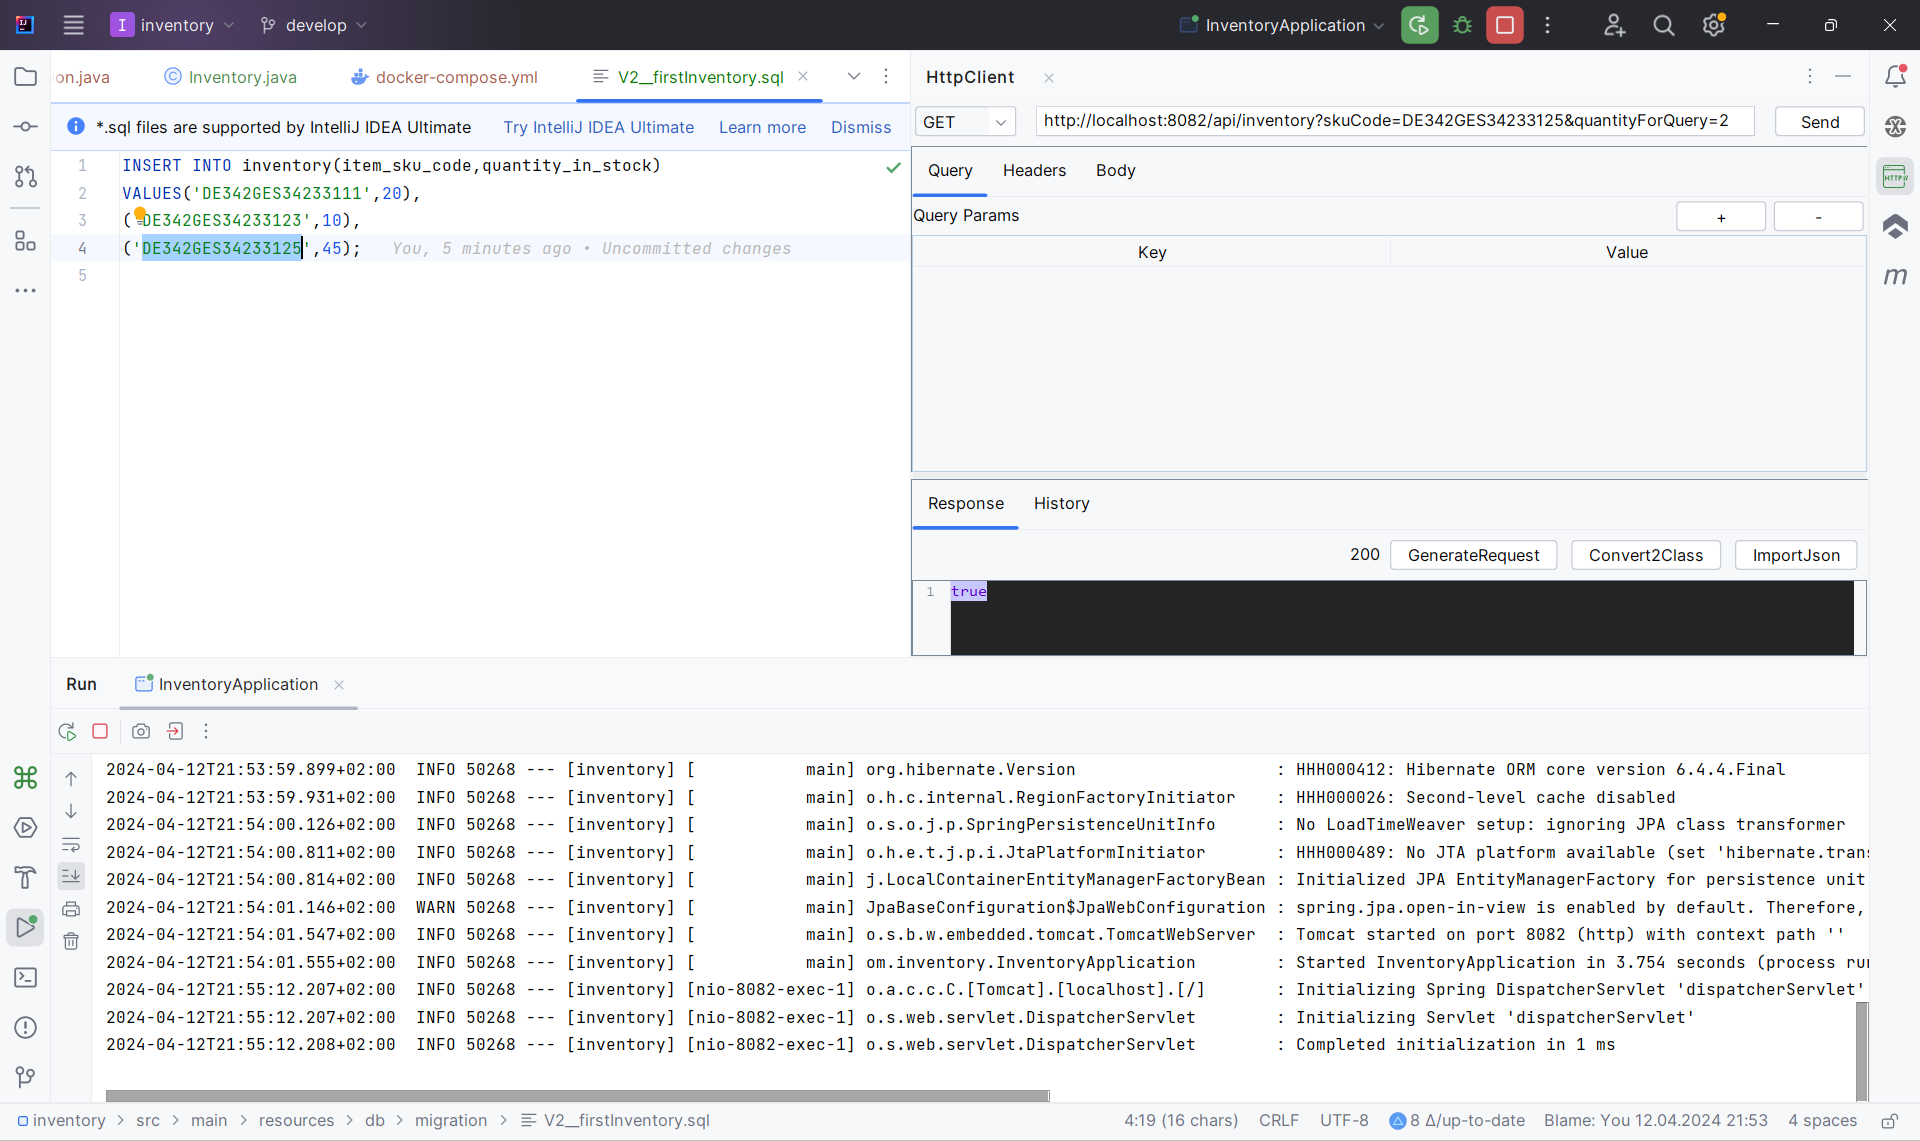 I inventory develop InventoryApplication
on.java Inventory.java docker-compose.yml V2__firstInventory.sql
*.sql files are supported by IntelliJ IDEA Ultimate Try IntelliJ IDEA Ultimate Learn more Dismiss
1 INSERT INTO inventory(item_sku_code,quantity_in_stock)
2 VALUES('DE342GES34233111',20),
3 ('DE342GES34233123',10),
4 ('DE342GES34233125',45); You, 5 minutes ago • Uncommitted changes
5
HttpClient
GET http://localhost:8082/api/inventory?skuCode=DE342GES34233125&quantityForQuery=2 Send
Query Headers Body
Query Params + -
Key Value
Response History
200 GenerateRequest Convert2Class ImportJson
1 true
Run InventoryApplication
2024-04-12T21:53:59.899+02:00 INFO 50268 --- [inventory] [ main] org.hibernate.Version : HHH000412: Hibernate ORM core version 6.4.4.Final
2024-04-12T21:53:59.931+02:00 INFO 50268 --- [inventory] [ main] o.h.c.internal.RegionFactoryInitiator : HHH000026: Second-level cache disabled
2024-04-12T21:54:00.126+02:00 INFO 50268 --- [inventory] [ main] o.s.o.j.p.SpringPersistenceUnitInfo : No LoadTimeWeaver setup: ignoring JPA class transformer
2024-04-12T21:54:00.811+02:00 INFO 50268 --- [inventory] [ main] o.h.e.t.j.p.i.JtaPlatformInitiator : HHH000489: No JTA platform available (set 'hibernate.trans
2024-04-12T21:54:00.814+02:00 INFO 50268 --- [inventory] [ main] j.LocalContainerEntityManagerFactoryBean : Initialized JPA EntityManagerFactory for persistence unit
2024-04-12T21:54:01.146+02:00 WARN 50268 --- [inventory] [ main] JpaBaseConfiguration$JpaWebConfiguration : spring.jpa.open-in-view is enabled by default. Therefore,
2024-04-12T21:54:01.547+02:00 INFO 50268 --- [inventory] [ main] o.s.b.w.embedded.tomcat.TomcatWebServer : Tomcat started on port 8082 (http) with context path ''
2024-04-12T21:54:01.555+02:00 INFO 50268 --- [inventory] [ main] om.inventory.InventoryApplication : Started InventoryApplication in 3.754 seconds (process run
2024-04-12T21:55:12.207+02:00 INFO 50268 --- [inventory] [nio-8082-exec-1] o.a.c.c.C.[Tomcat].[localhost].[/] : Initializing Spring DispatcherServlet 'dispatcherServlet'
2024-04-12T21:55:12.207+02:00 INFO 50268 --- [inventory] [nio-8082-exec-1] o.s.web.servlet.DispatcherServlet : Initializing Servlet 'dispatcherServlet'
2024-04-12T21:55:12.208+02:00 INFO 50268 --- [inventory] [nio-8082-exec-1] o.s.web.servlet.DispatcherServlet : Completed initialization in 1 ms
inventory > src > main > resources > db > migration > V2__firstInventory.sql 4:19 (16 chars) CRLF UTF-8 8 Δ/up-to-date Blame: You 12.04.2024 21:53 4 spaces